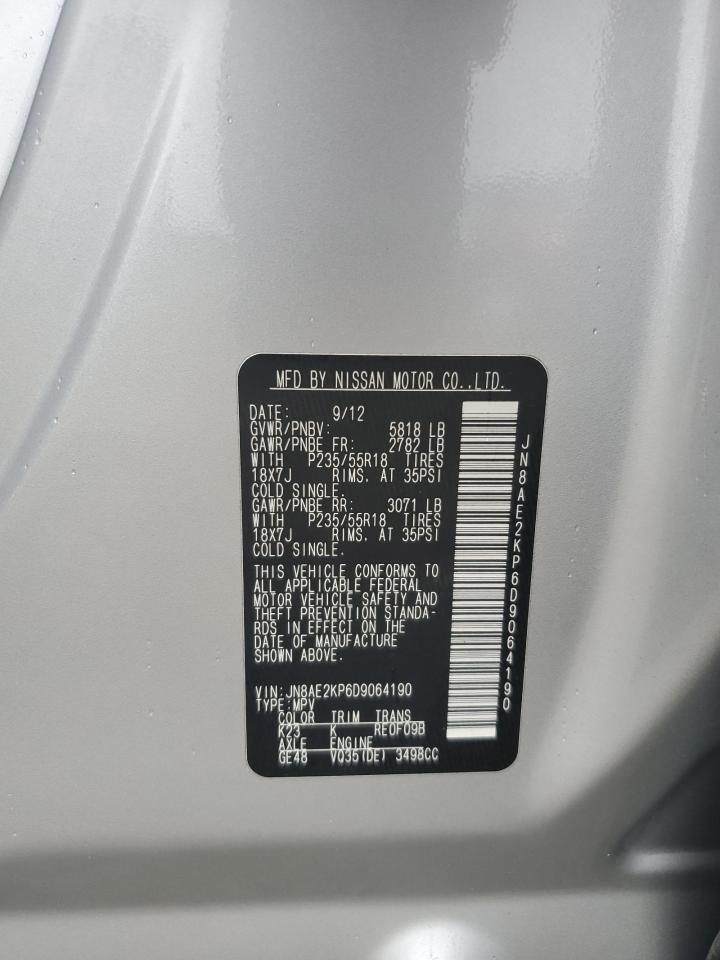 MFD BY NISSAN MOTOR CO.,LTD.
DATE: 9/12
GVWR/PNBV: 5818 LB
GAWR/PNBE FR: 2782 LB
WITH P235/55R18 TIRES
18X7J RIMS. AT 35PSI
COLD SINGLE.
GAWR/PNBE RR: 3071 LB
WITH P235/55R18 TIRES
18X7J RIMS. AT 35PSI
COLD SINGLE.
THIS VEHICLE CONFORMS TO
ALL APPLICABLE FEDERAL
MOTOR VEHICLE SAFETY AND
THEFT PREVENTION STANDA-
RDS IN EFFECT ON THE
DATE OF MANUFACTURE
SHOWN ABOVE.
VIN:JN8AE2KP6D9064190
TYPE:MPV
COLOR TRIM TRANS
K23 K RE0F09B
AXLE ENGINE
GE48 VQ35(DE) 3498CC
JN8AE2KP6D9064190